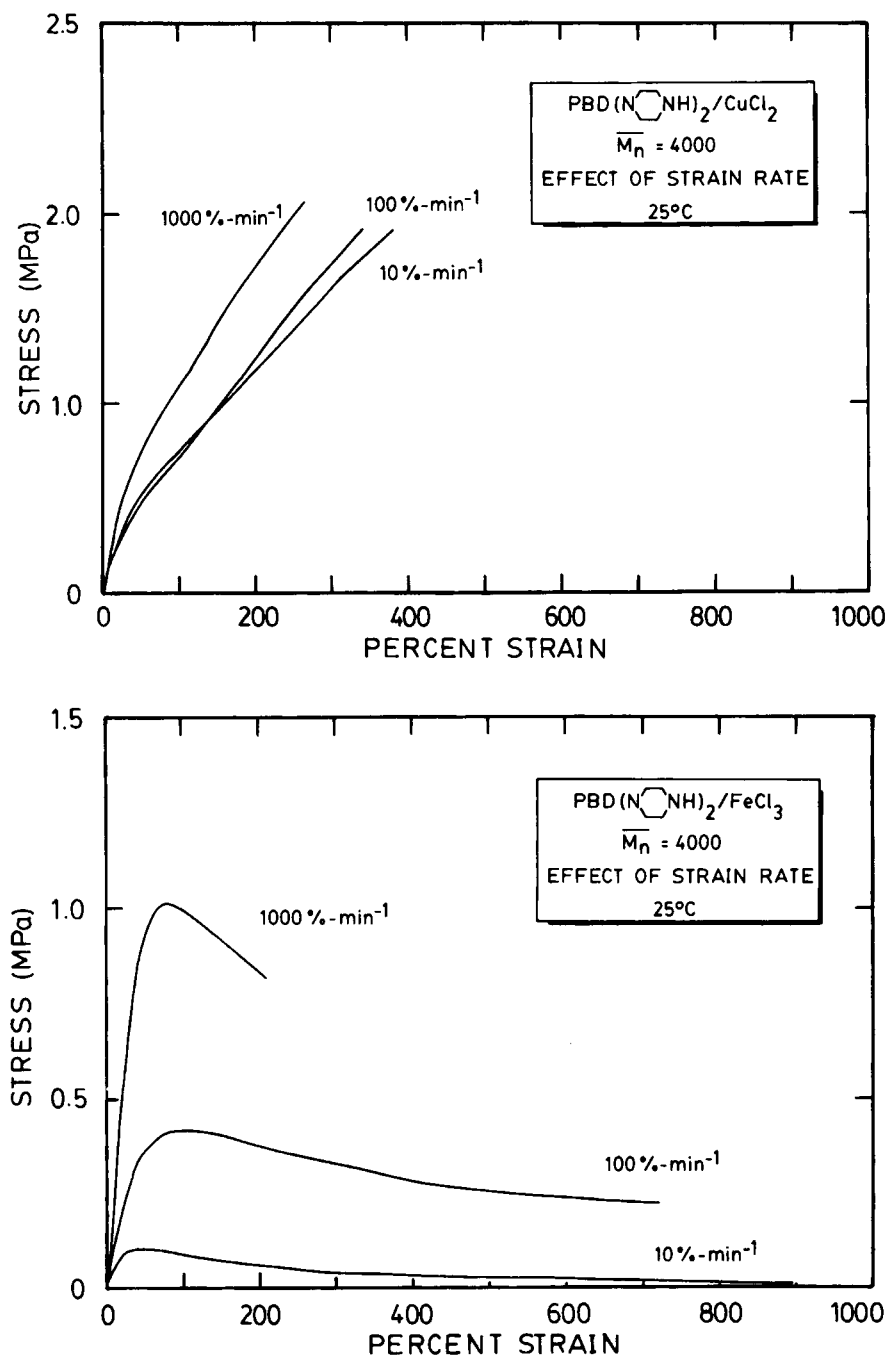 2.5
2.0
1.0
0
STRESS (MPa)
PBD(N NH)2/CuCl2
Mn = 4000
EFFECT OF STRAIN RATE
25°C
1000%-min-1
100%-min-1
10%-min-1
0 200 400 600 800 1000
PERCENT STRAIN
1.5
1.0
0.5
0
STRESS (MPa)
PBD(N NH)2/FeCl3
Mn = 4000
EFFECT OF STRAIN RATE
25°C
1000%-min-1
100%-min-1
10%-min-1
0 200 400 600 800 1000
PERCENT STRAIN